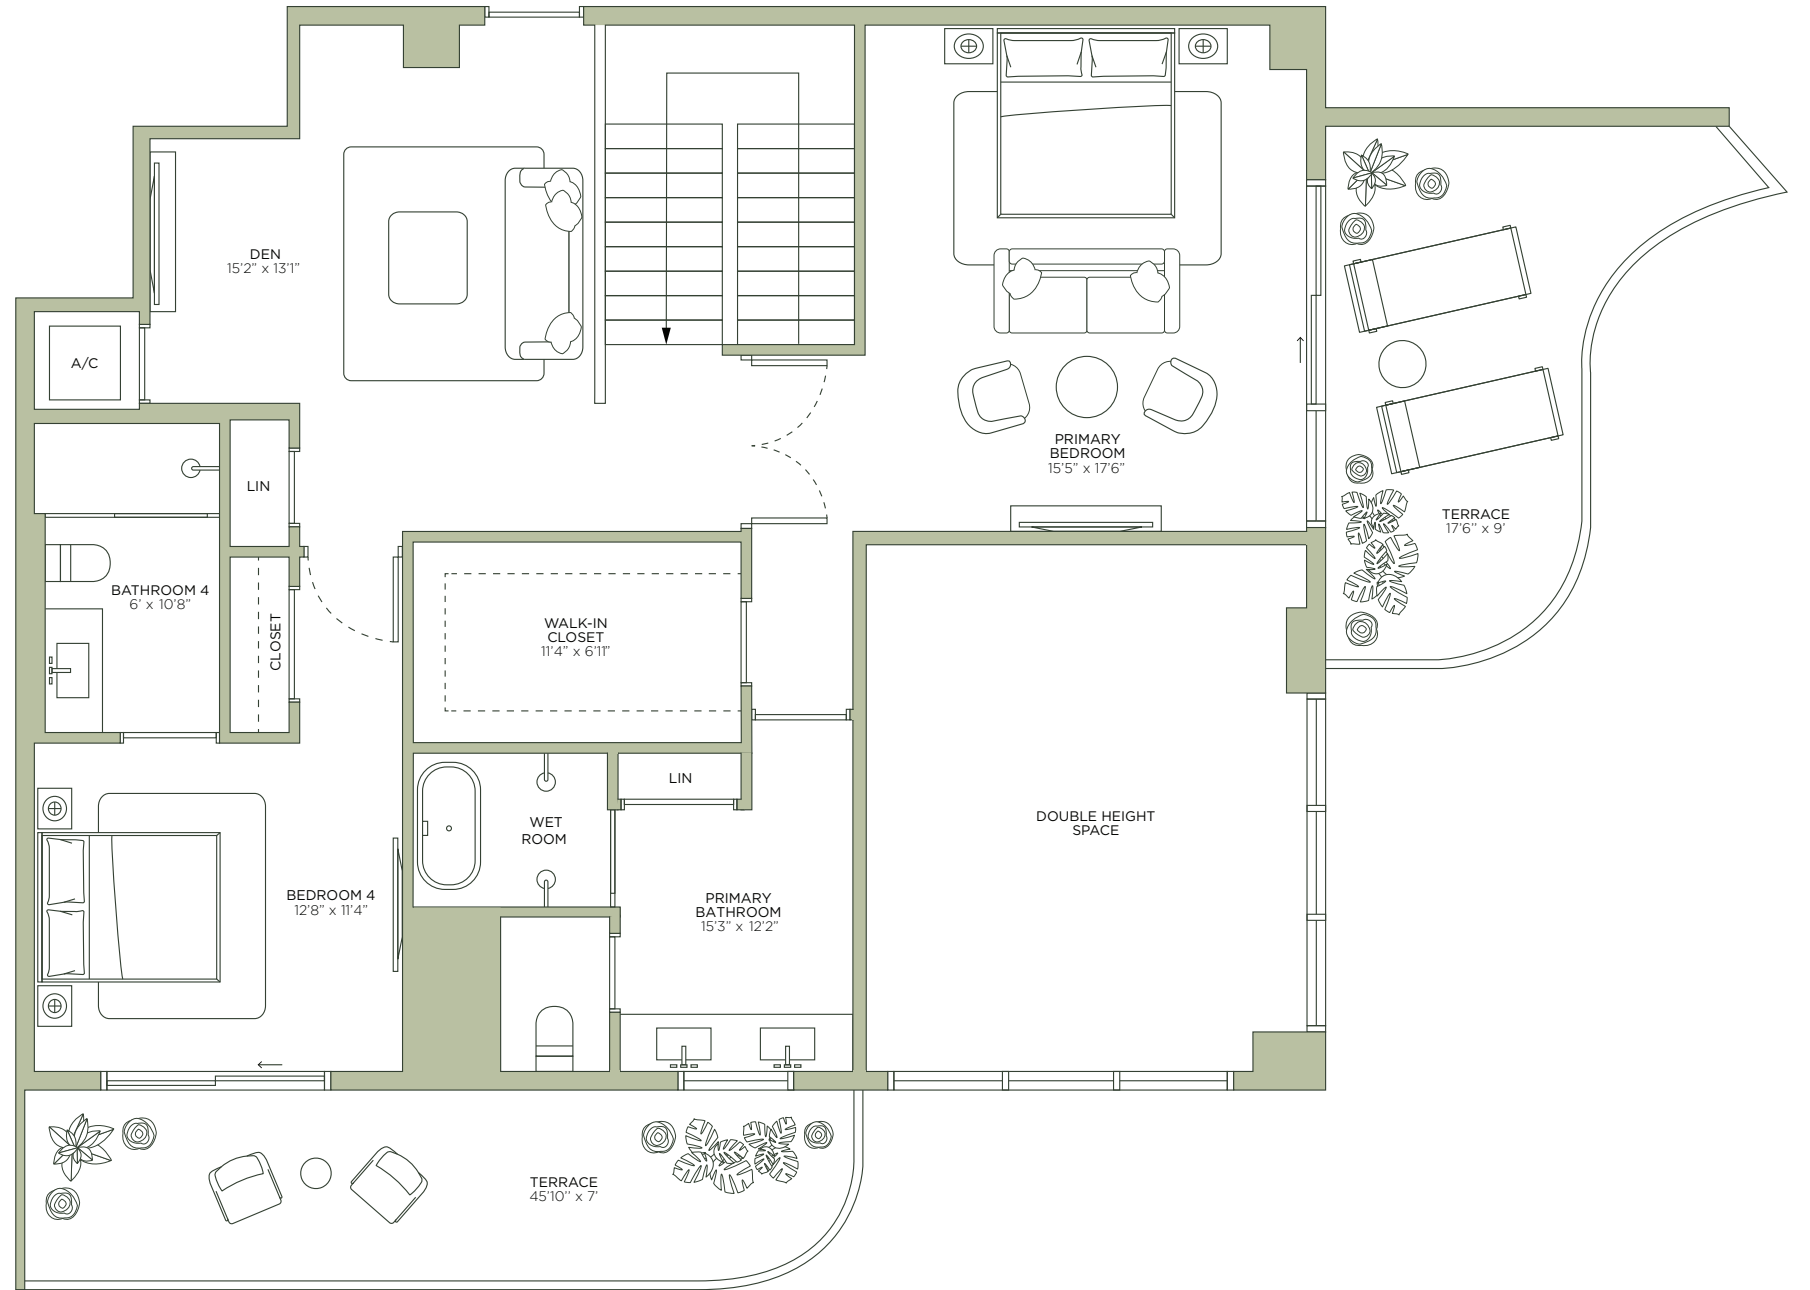 DEN
15'2" x 13'1"
A/C
LIN
BATHROOM 4
6' x 10'8"
CLOSET
WALK-IN
CLOSET
11'4" x 6'11"
PRIMARY
BEDROOM
15'5" x 17'6"
TERRACE
17'6" x 9'
LIN
WET
ROOM
DOUBLE HEIGHT
SPACE
BEDROOM 4
12'8" x 11'4"
PRIMARY
BATHROOM
15'3" x 12'2"
TERRACE
45'10'' x 7'